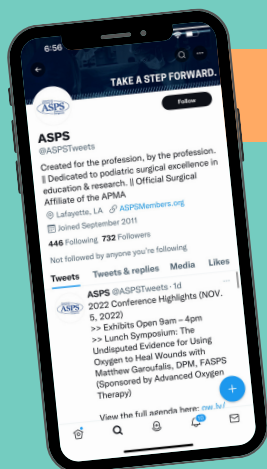 6:56
TAKE A STEP FORWARD.
ASPS
Follow
ASPS
@ASPSTweets
Created for the profession, by the profession.
|| Dedicated to podiatric surgical excellence in
education & research. || Official Surgical
Affiliate of the APMA
Lafayette, LA ASPSMembers.org
Joined September 2011
446 Following 732 Followers
Not followed by anyone you're following
Tweets Tweets & replies Media Likes
ASPS
ASPS @ASPSTweets · 1d
2022 Conference Highlights (NOV.
5, 2022)
>> Exhibits Open 9am – 4pm
>> Lunch Symposium: The
Undisputed Evidence for Using
Oxygen to Heal Wounds with
Matthew Garoufalis, DPM, FASPS
(Sponsored by Advanced Oxygen
Therapy)
View the full agenda here: ow.ly/